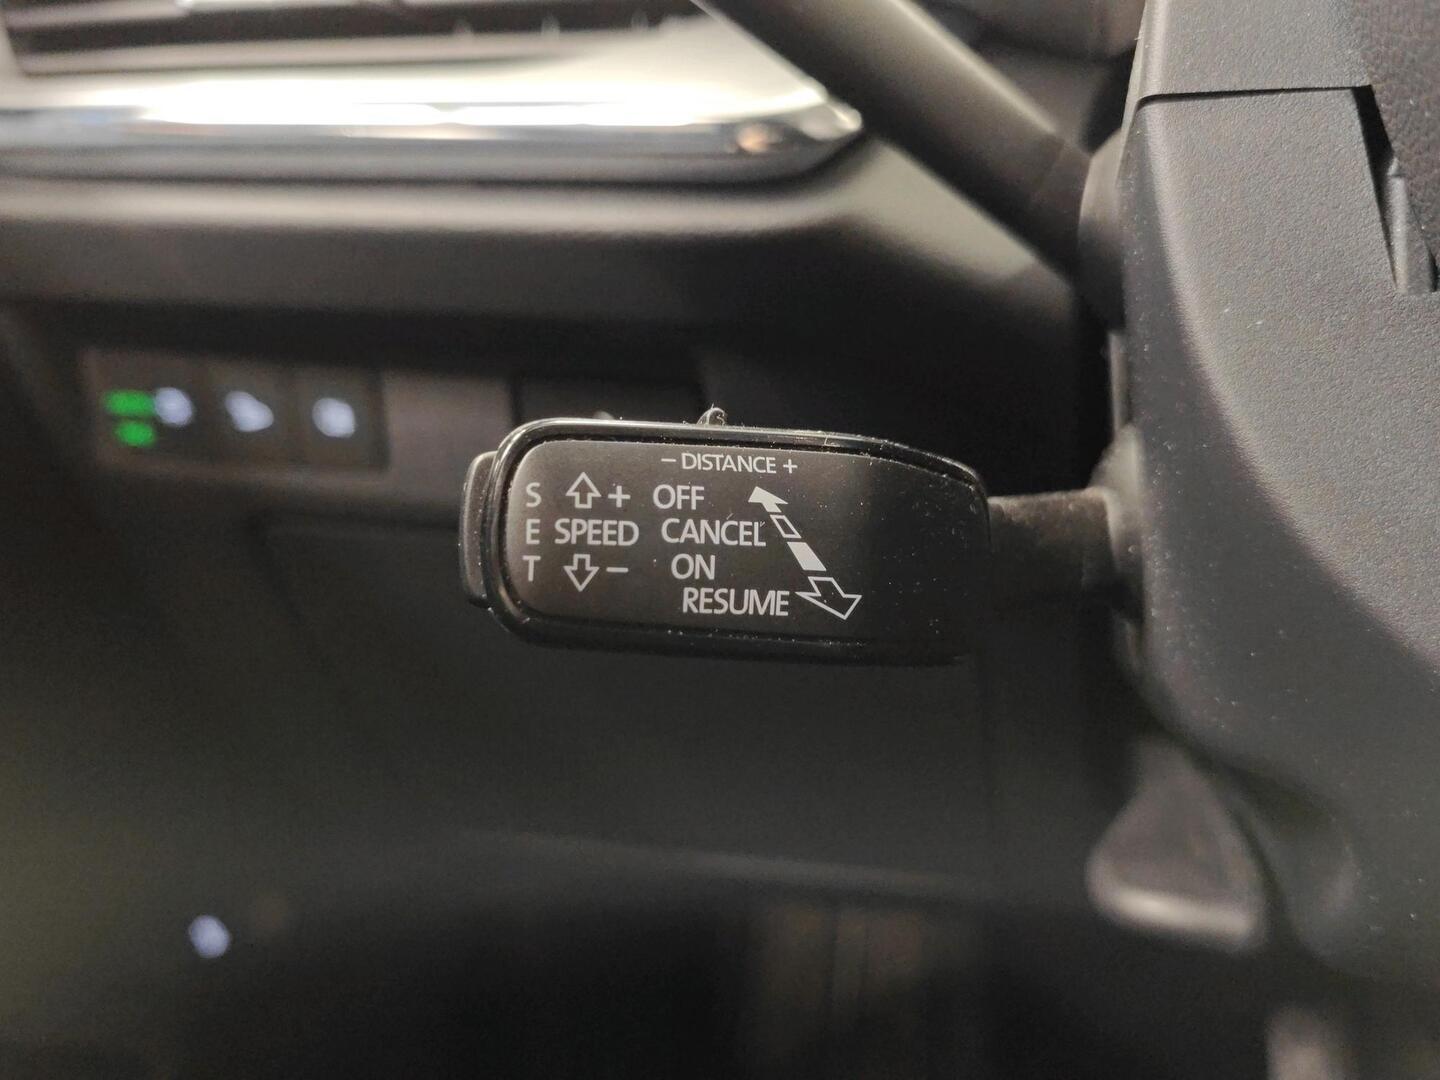 – DISTANCE +
S + OFF
E SPEED CANCEL
T – ON
RESUME